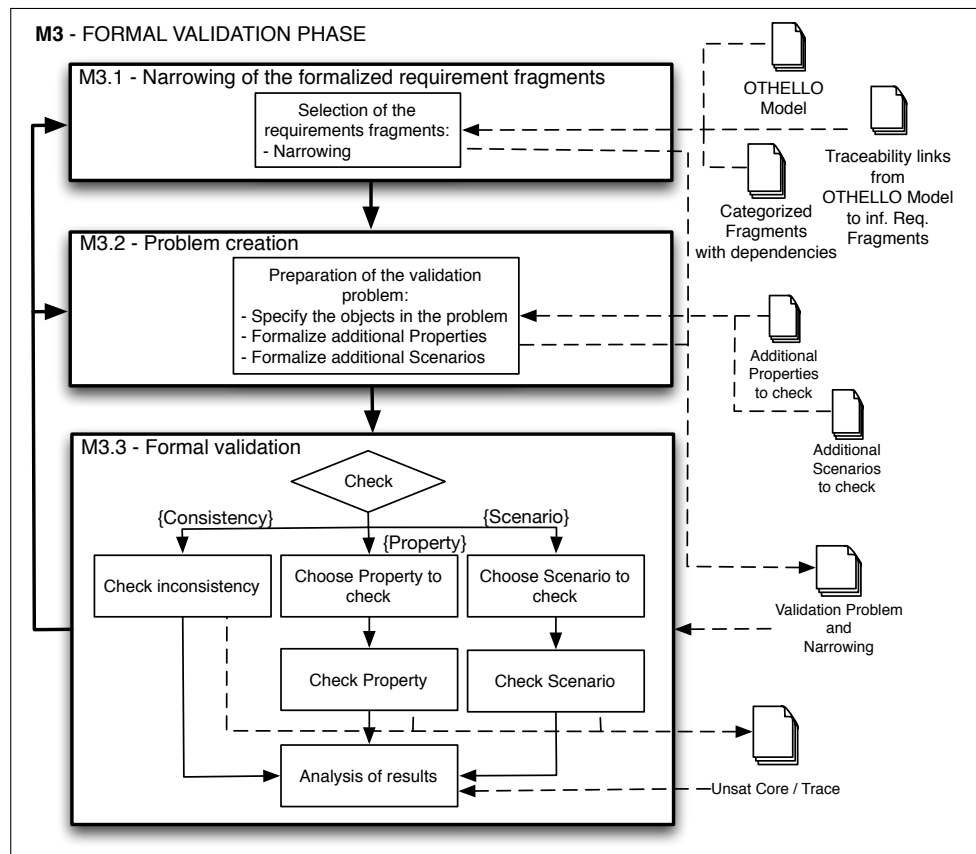 M3 - FORMAL VALIDATION PHASE
M3.1 - Narrowing of the formalized requirement fragments
Selection of the
requirements fragments:
- Narrowing
OTHELLO
Model
Traceability links
from
OTHELLO Model
to inf. Req.
Fragments
Categorized
Fragments
with dependencies
M3.2 - Problem creation
Preparation of the validation
problem:
- Specify the objects in the problem
- Formalize additional Properties
- Formalize additional Scenarios
Additional
Properties
to check
Additional
Scenarios
to check
M3.3 - Formal validation
Check
{Consistency}
{Scenario}
{Property}
Check inconsistency
Choose Property to
check
Choose Scenario to
check
Validation Problem
and
Narrowing
Check Property
Check Scenario
Analysis of results
Unsat Core / Trace